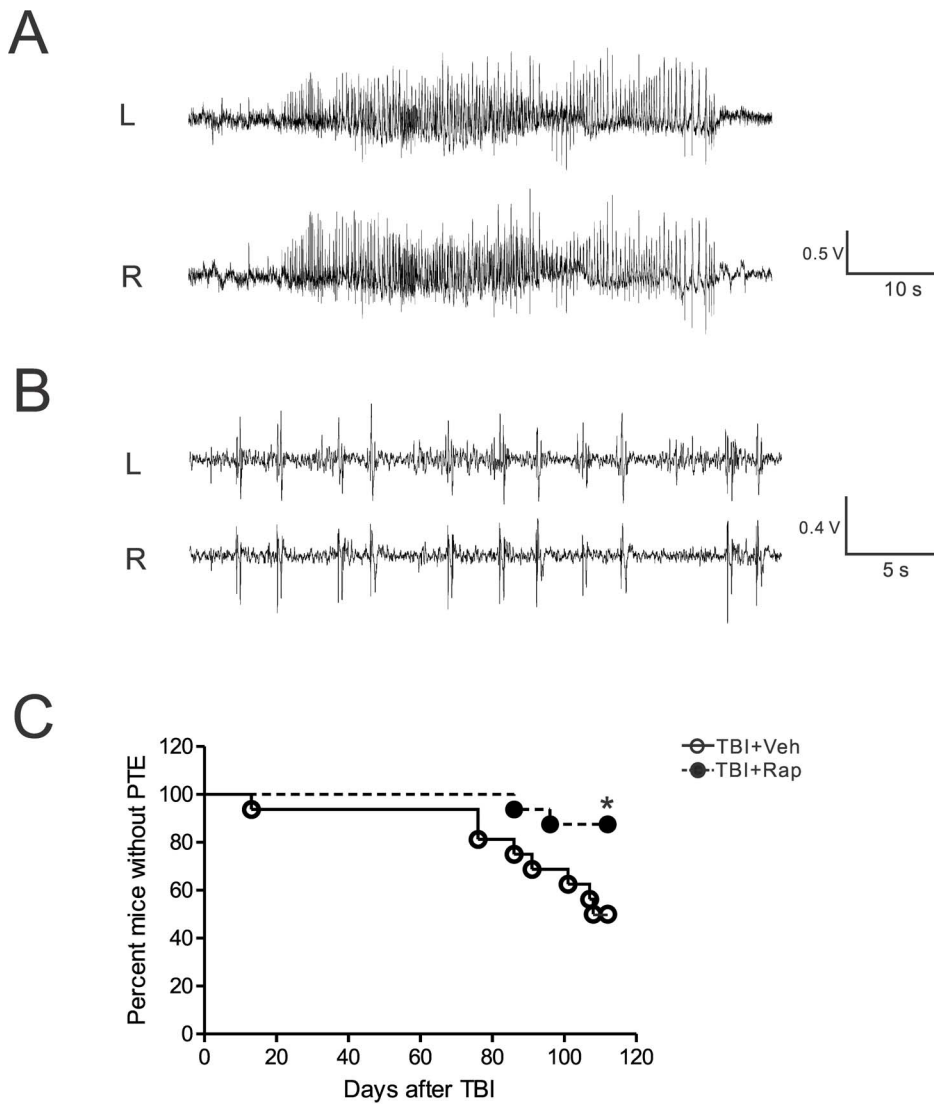 A
L
R
0.5 V
10 s
B
L
R
0.4 V
5 s
C
Percent mice without PTE
120
100
80
60
40
20
0
*
TBI+Veh
TBI+Rap
0 20 40 60 80 100 120
Days after TBI